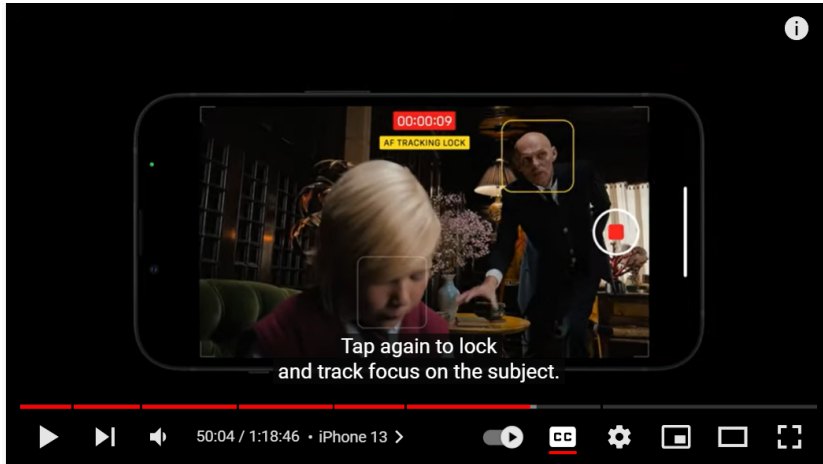 00:00:09
AF TRACKING LOCK
Tap again to lock
and track focus on the subject.
50:04 / 1:18:46 • iPhone 13 >
CC